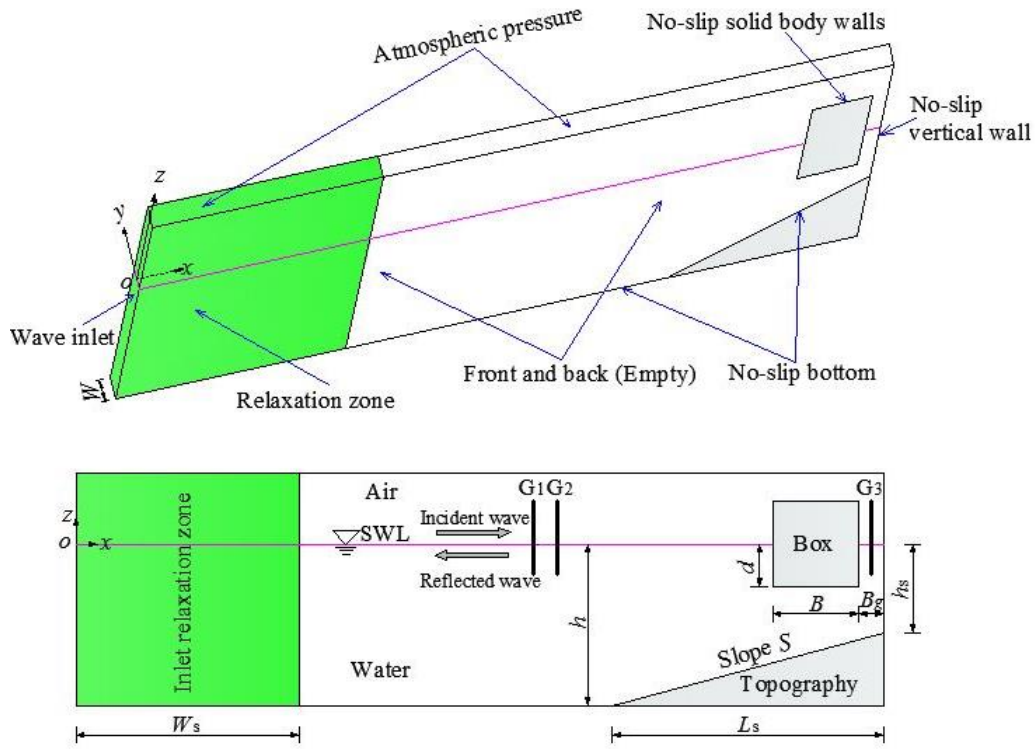 No-slip solid body walls
Atmospheric pressure
No-slip
vertical wall
z
y
o
x
Wave inlet
W
Relaxation zone
Front and back (Empty)
No-slip bottom
Inlet relaxation zone
Air
G1 G2
G3
z
o
x
SWL
Incident wave
Reflected wave
Box
d
h
hs
B
Bg
Slope S
Water
Topography
Ws
Ls